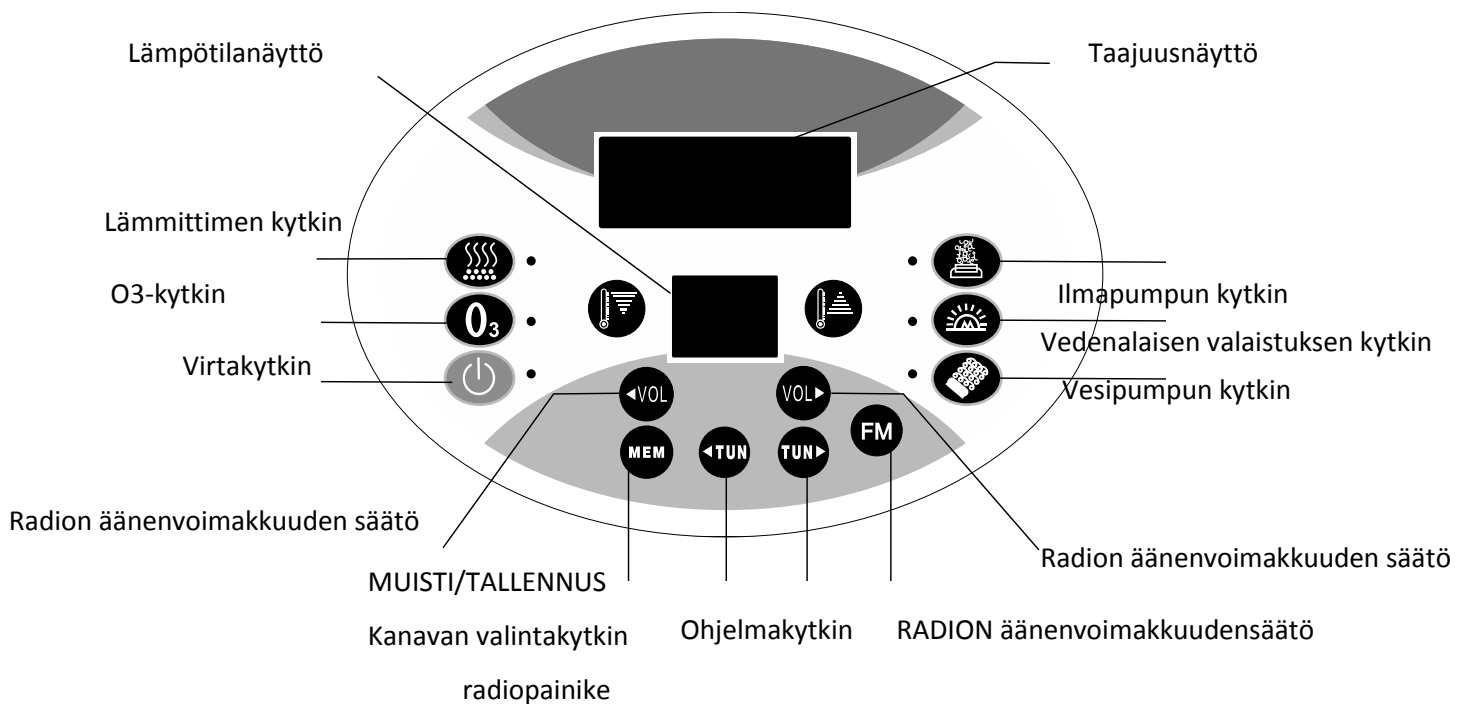 Lämpötilanäyttö
Taajuusnäyttö
Lämmittimen kytkin
O3-kytkin
Virtakytkin
Ilmapumpun kytkin
Vedenalaisen valaistuksen kytkin
Vesipumpun kytkin
O3
◄VOL
VOL►
MEM
◄TUN
TUN►
FM
Radion äänenvoimakkuuden säätö
Radion äänenvoimakkuuden säätö
MUISTI/TALLENNUS
Kanavan valintakytkin
radiopainike
Ohjelmakytkin
RADION äänenvoimakkuudensäätö